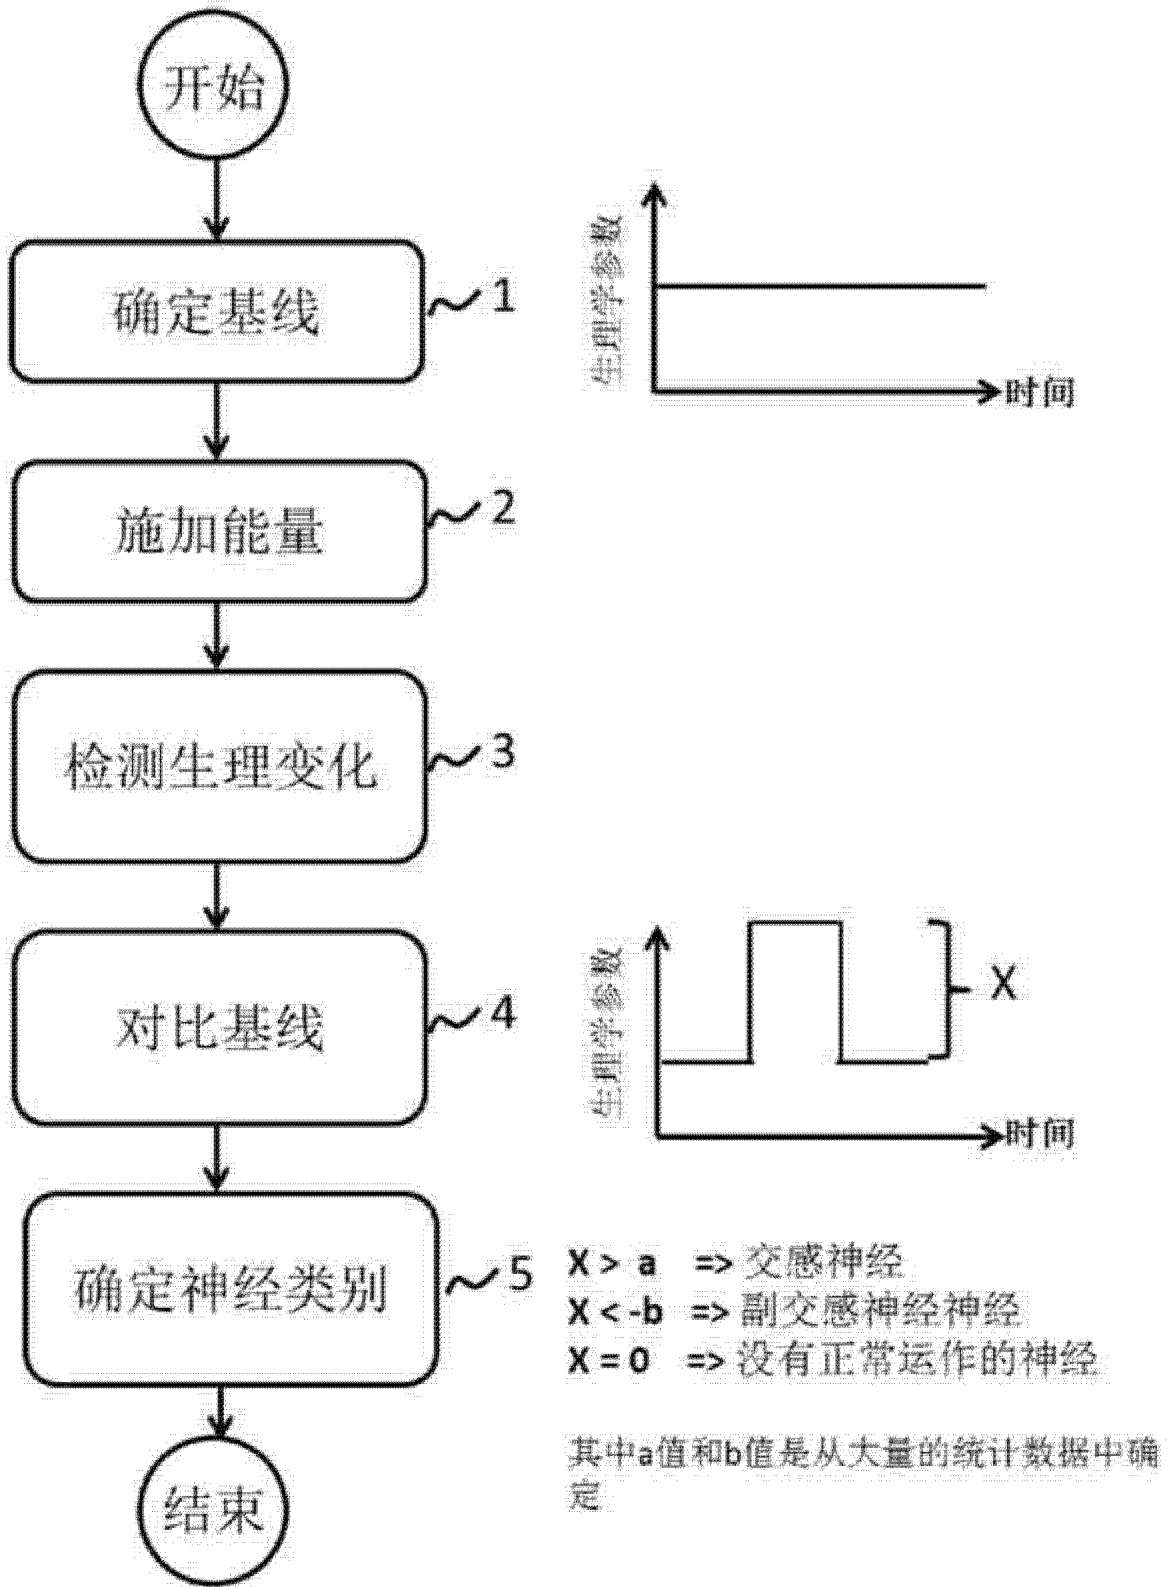 开始
确定基线
1
生理学参数
时间
施加能量
2
检测生理变化
3
对比基线
4
生理学参数
X
时间
确定神经类别
5
X > a => 交感神经
X < -b => 副交感神经神经
X = 0 => 没有正常运作的神经
其中a值和b值是从大量的统计数据中确
定
结束